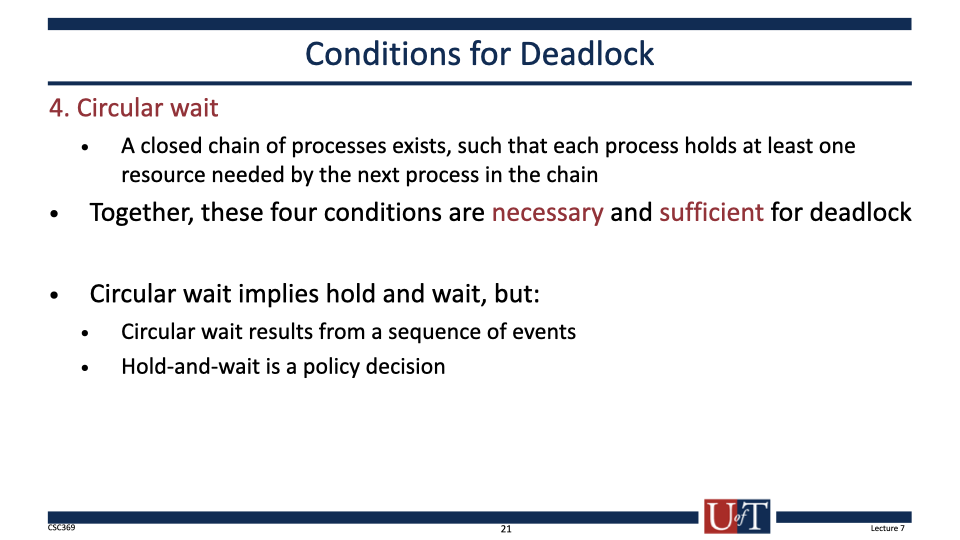 Conditions for Deadlock
4. Circular wait
• A closed chain of processes exists, such that each process holds at least one
resource needed by the next process in the chain
• Together, these four conditions are necessary and sufficient for deadlock
• Circular wait implies hold and wait, but:
• Circular wait results from a sequence of events
• Hold-and-wait is a policy decision
CSC369
21
U of T
Lecture 7